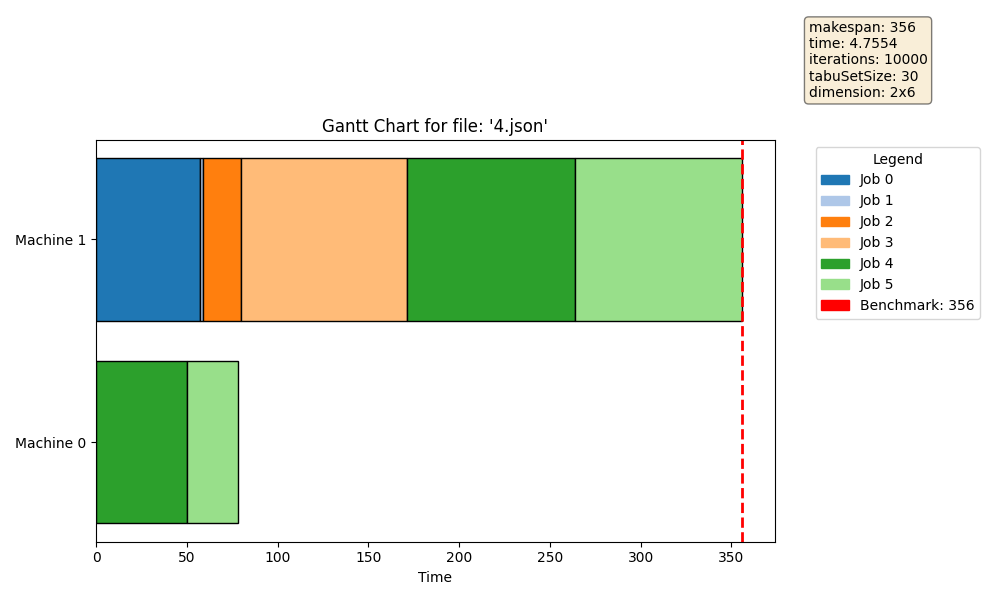 makespan: 356
time: 4.7554
iterations: 10000
tabuSetSize: 30
dimension: 2x6
Gantt Chart for file: '4.json'
Legend
Job 0
Job 1
Job 2
Job 3
Job 4
Job 5
Benchmark: 356
Machine 1
Machine 0
0 50 100 150 200 250 300 350
Time